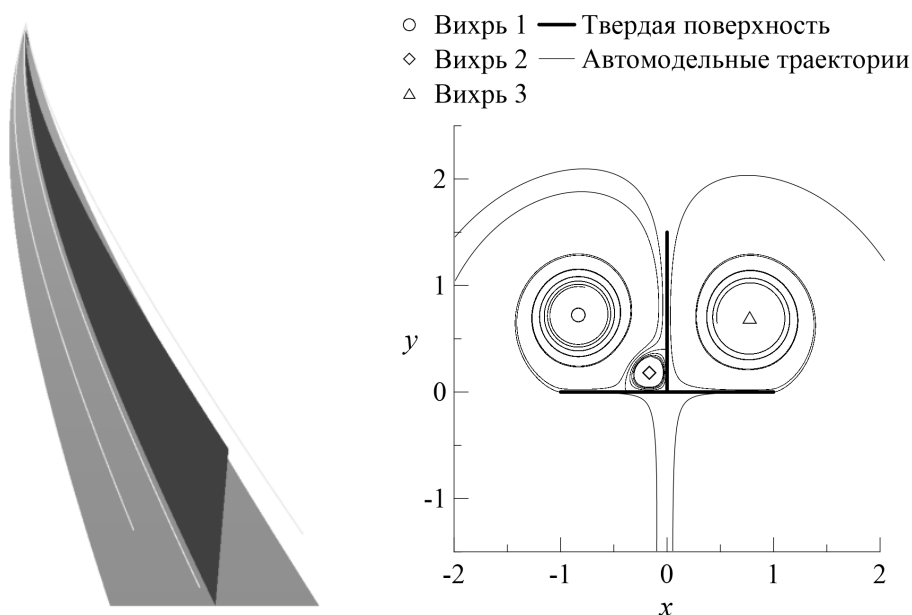 Вихрь 1 Твердая поверхность
Вихрь 2 Автомодельные траектории
Вихрь 3
2
1
y
0
-1
-2 -1 0 1 2
x